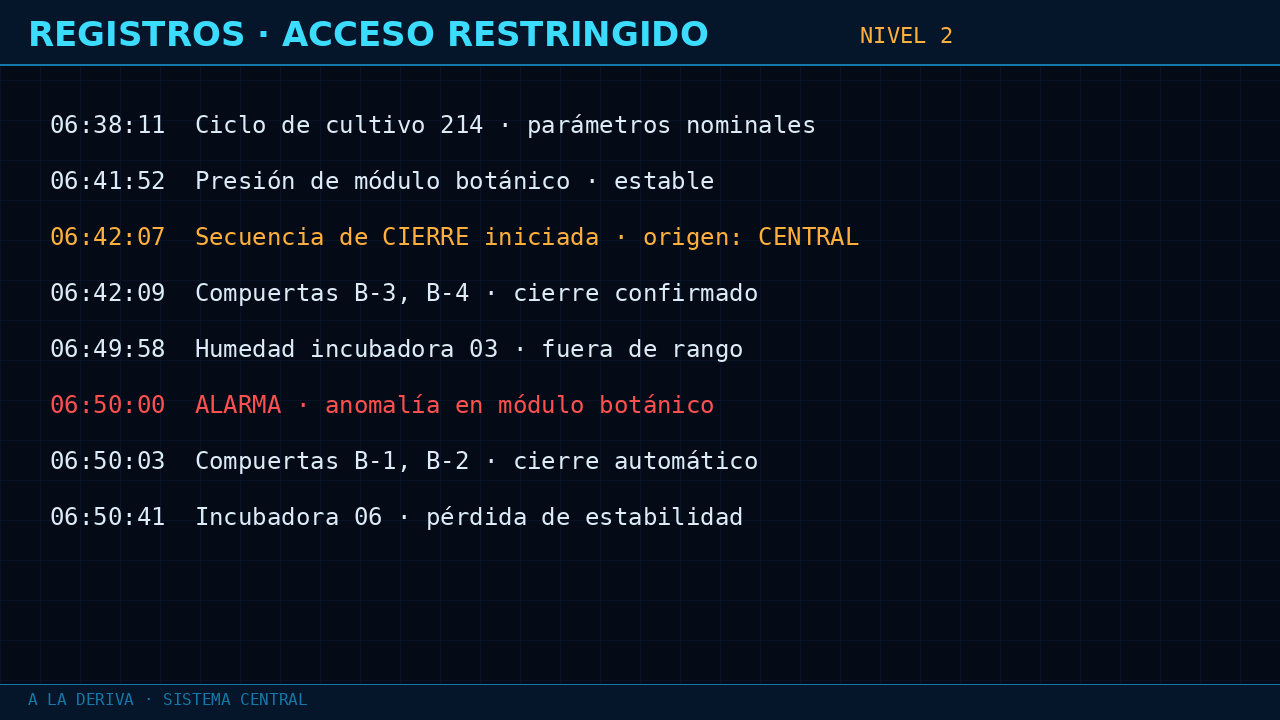 REGISTROS · ACCESO RESTRINGIDO NIVEL 2
06:38:11 Ciclo de cultivo 214 · parámetros nominales
06:41:52 Presión de módulo botánico · estable
06:42:07 Secuencia de CIERRE iniciada · origen: CENTRAL
06:42:09 Compuertas B-3, B-4 · cierre confirmado
06:49:58 Humedad incubadora 03 · fuera de rango
06:50:00 ALARMA · anomalía en módulo botánico
06:50:03 Compuertas B-1, B-2 · cierre automático
06:50:41 Incubadora 06 · pérdida de estabilidad
A LA DERIVA · SISTEMA CENTRAL